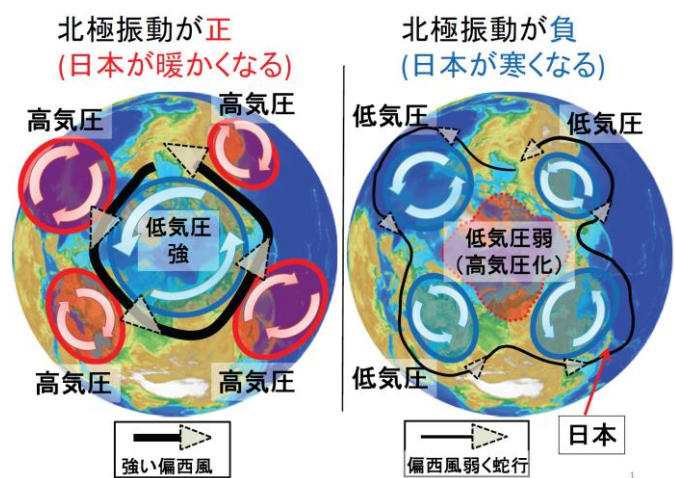 北極振動が正
(日本が暖かくなる)
高気圧
高気圧
低気圧
強
高気圧
高気圧
強い偏西風
北極振動が負
(日本が寒くなる)
低気圧
低気圧
低気圧弱
(高気圧化)
低気圧
日本
偏西風弱く蛇行
1